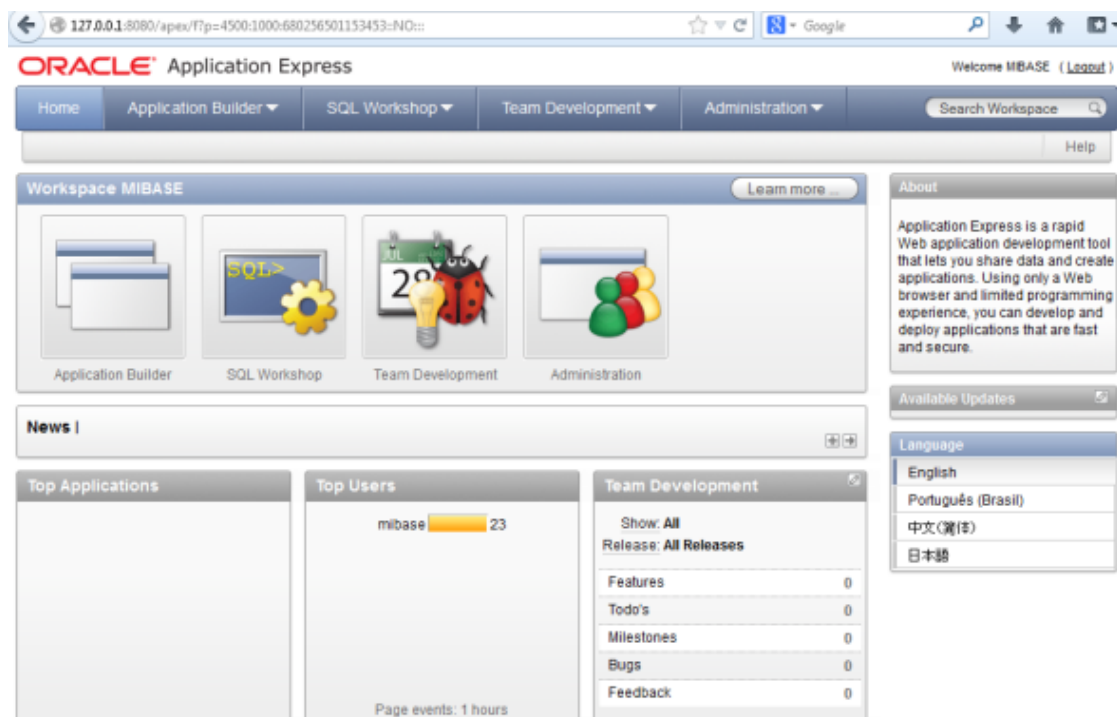 127.0.0.1:8080/apex/f?p=4500:1000:680256501153453::NO:::
Google
ORACLE Application Express
Welcome MIBASE ( Logout )
Home
Application Builder
SQL Workshop
Team Development
Administration
Search Workspace
Help
Workspace MIBASE
Learn more ...
SQL>
JUL
28
Application Builder
SQL Workshop
Team Development
Administration
News |
Top Applications
Top Users
mibase 23
Page events: 1 hours
Team Development
Show: All
Release: All Releases
Features 0
Todo's 0
Milestones 0
Bugs 0
Feedback 0
About
Application Express is a rapid
Web application development tool
that lets you share data and create
applications. Using only a Web
browser and limited programming
experience, you can develop and
deploy applications that are fast
and secure.
Available Updates
Language
English
Português (Brasil)
中文(简体)
日本語